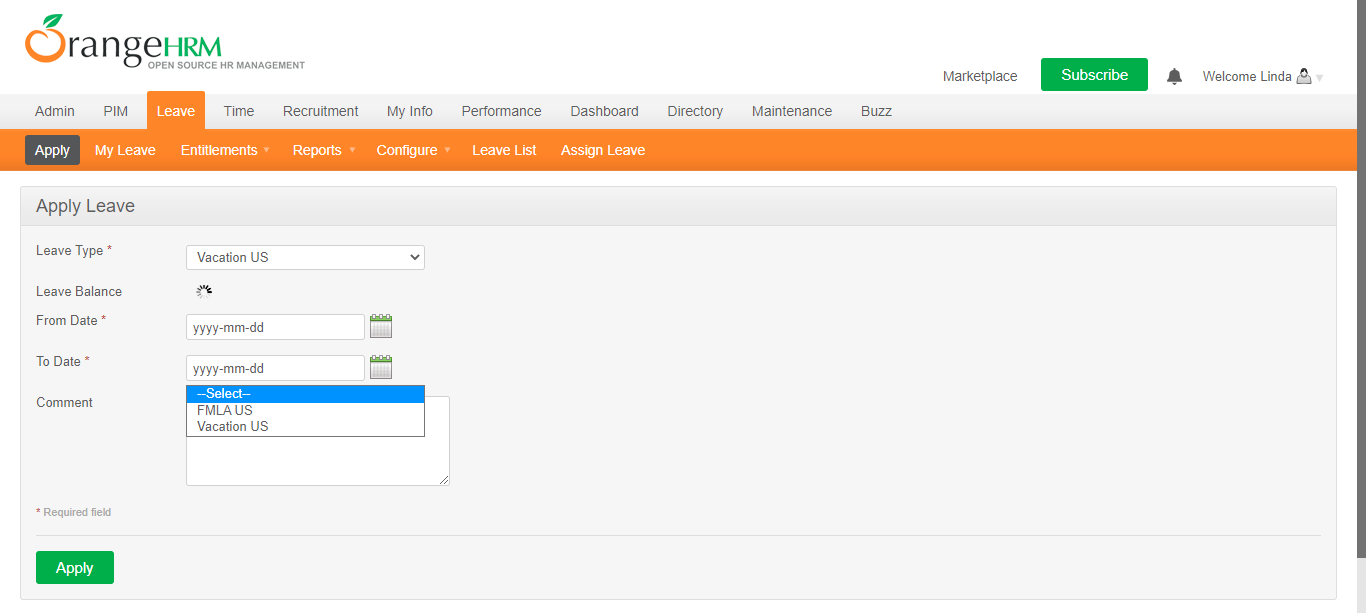 OrangeHRM
OPEN SOURCE HR MANAGEMENT
Marketplace Subscribe Welcome Linda
Admin PIM Leave Time Recruitment My Info Performance Dashboard Directory Maintenance Buzz
Apply My Leave Entitlements Reports Configure Leave List Assign Leave
Apply Leave
Leave Type * Vacation US
Leave Balance
From Date * yyyy-mm-dd
To Date * yyyy-mm-dd
--Select--
Comment
FMLA US
Vacation US
* Required field
Apply